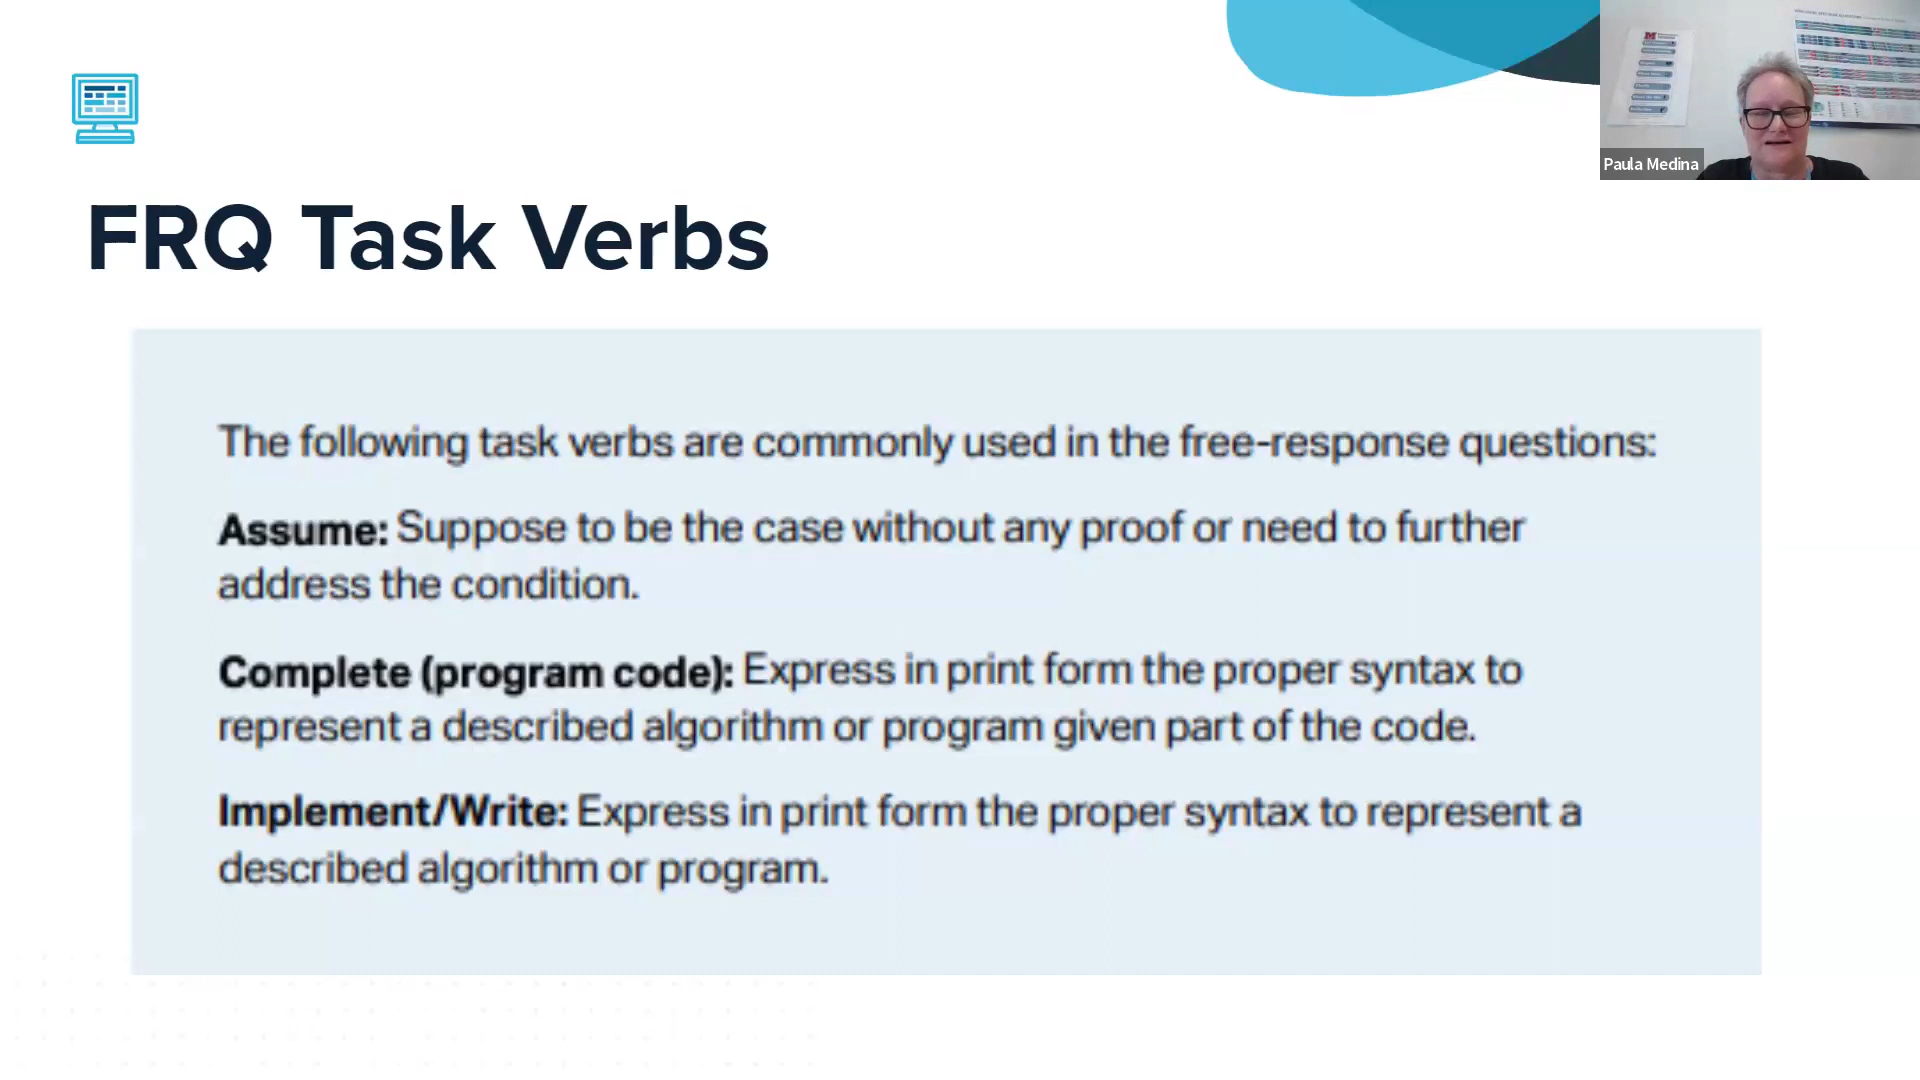 Paula Medina
FRQ Task Verbs
The following task verbs are commonly used in the free-response questions:
Assume: Suppose to be the case without any proof or need to further
address the condition.
Complete (program code): Express in print form the proper syntax to
represent a described algorithm or program given part of the code.
Implement/Write: Express in print form the proper syntax to represent a
described algorithm or program.